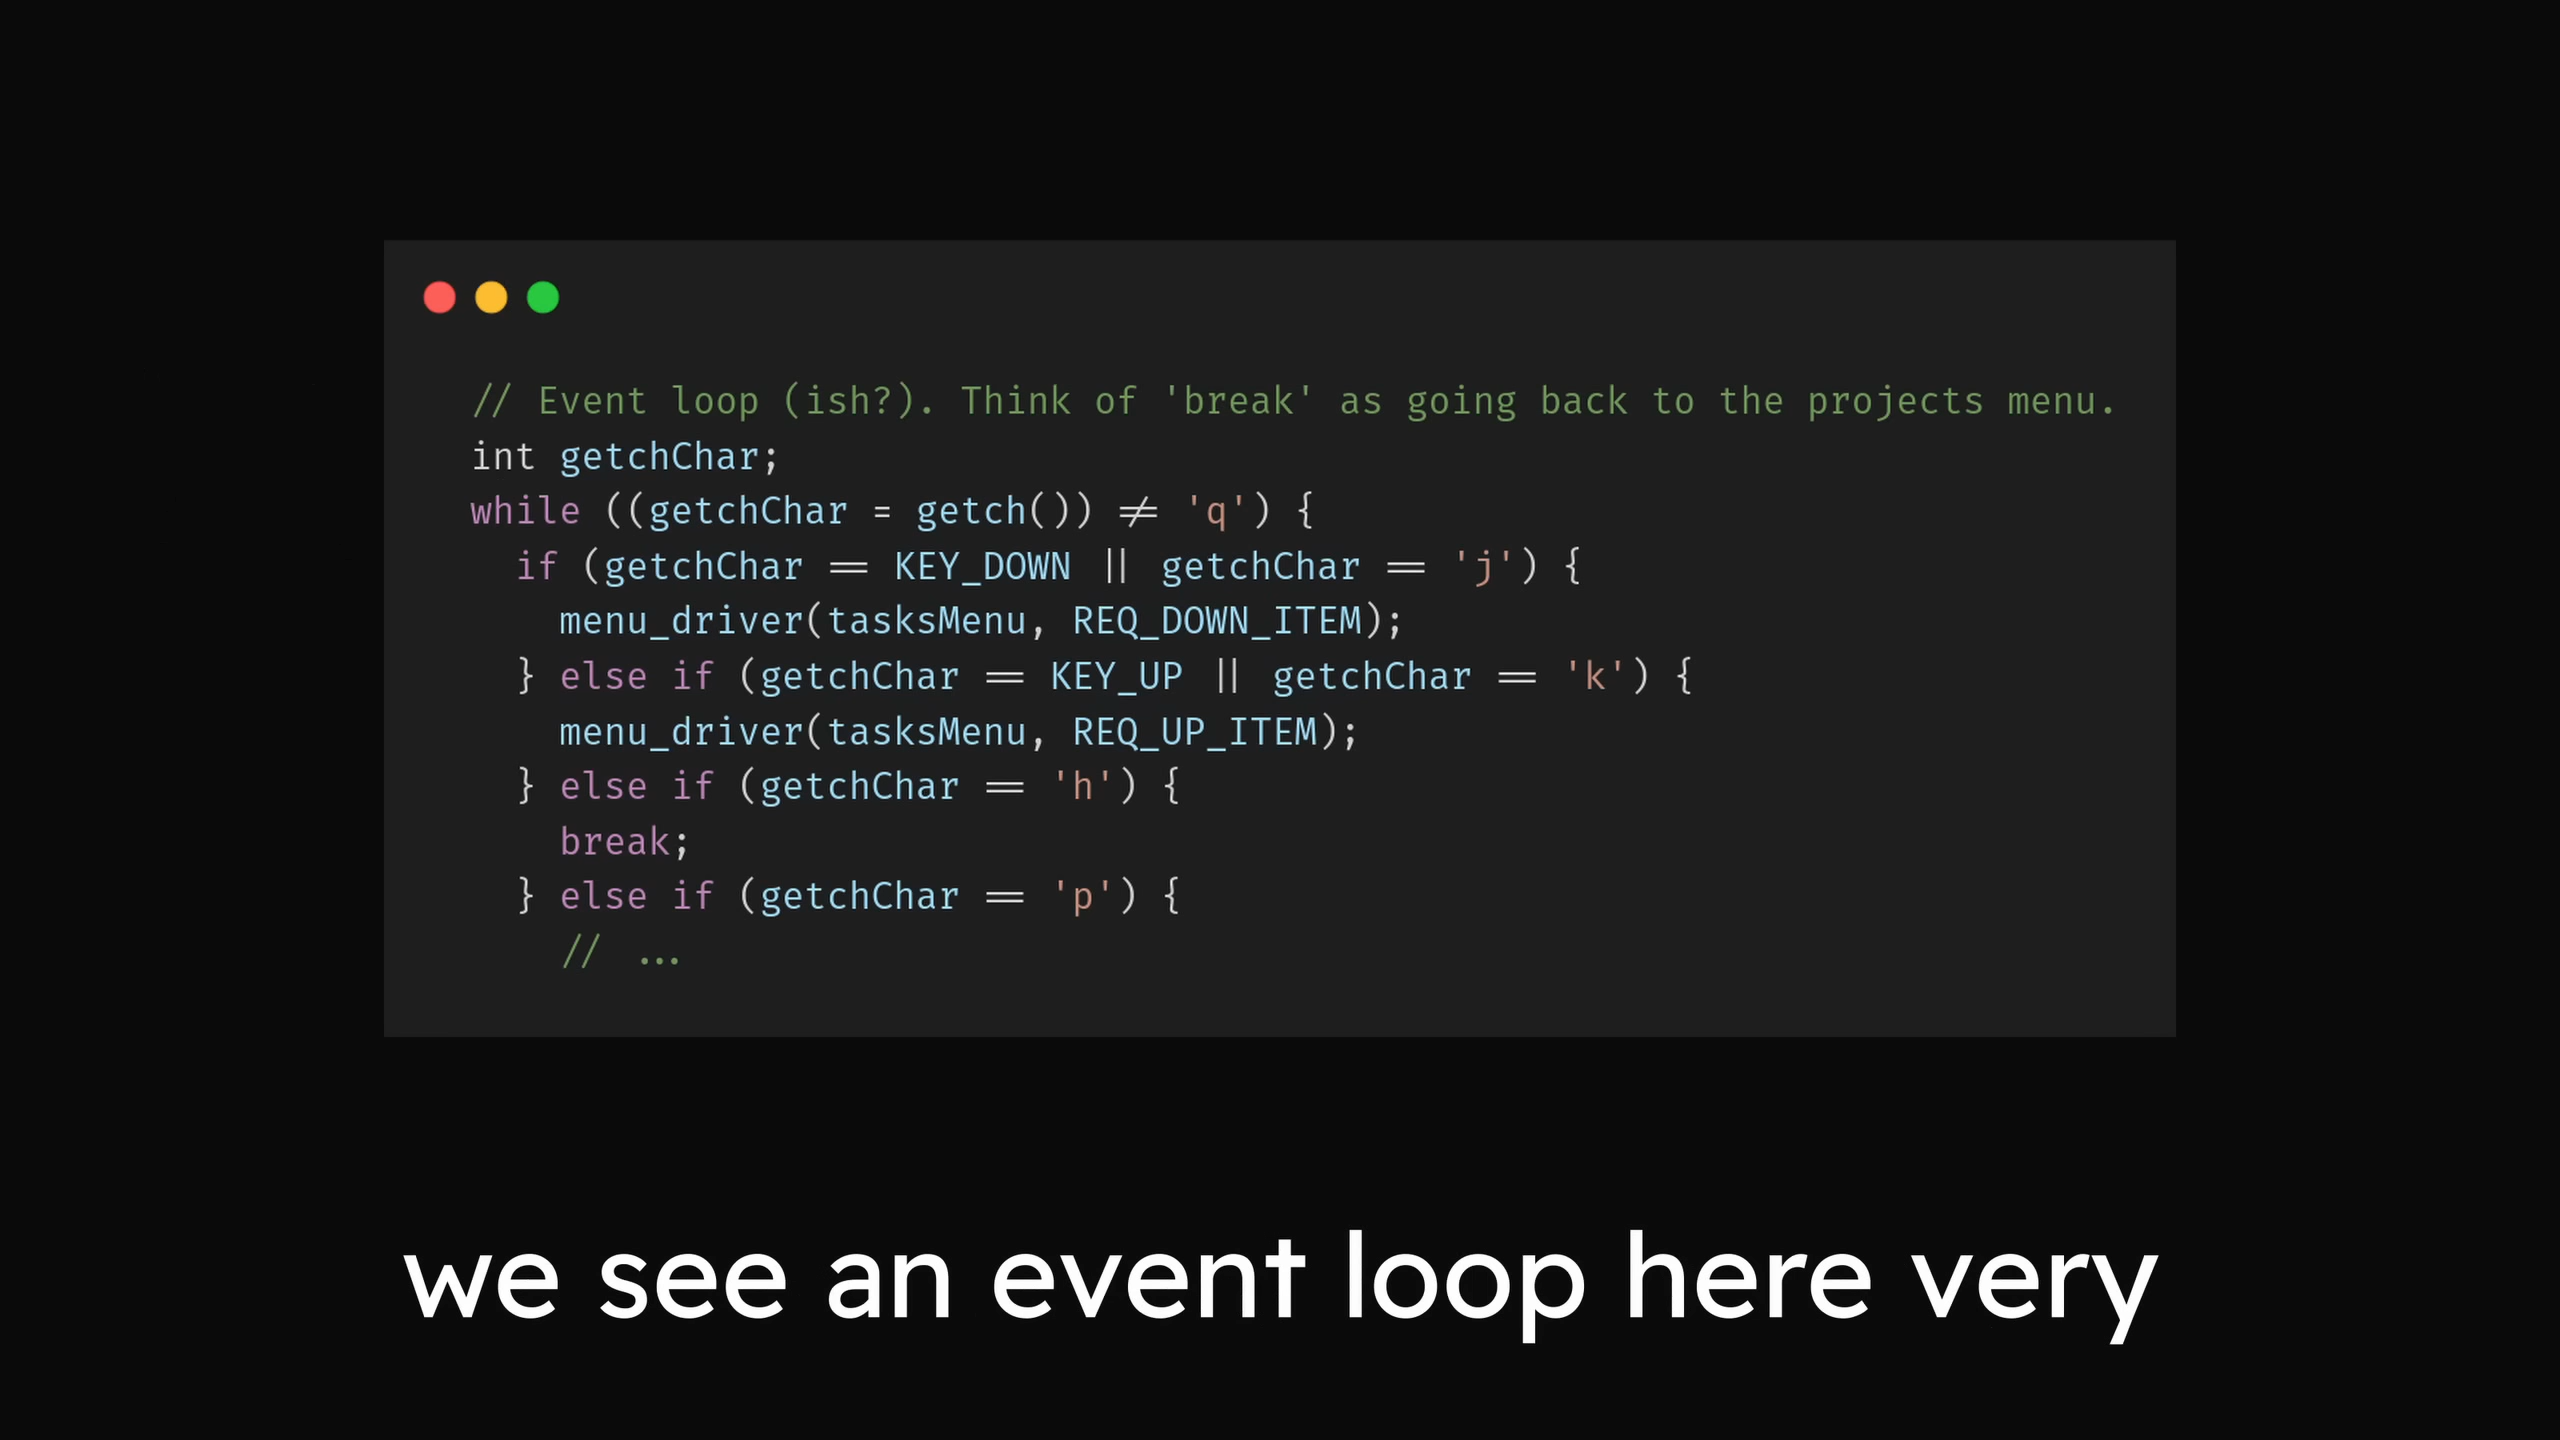 // Event loop (ish?). Think of 'break' as going back to the projects menu.
int getchChar;
while ((getchChar = getch()) != 'q') {
if (getchChar == KEY_DOWN || getchChar == 'j') {
menu_driver(tasksMenu, REQ_DOWN_ITEM);
} else if (getchChar == KEY_UP || getchChar == 'k') {
menu_driver(tasksMenu, REQ_UP_ITEM);
} else if (getchChar == 'h') {
break;
} else if (getchChar == 'p') {
// ...
we see an event loop here very